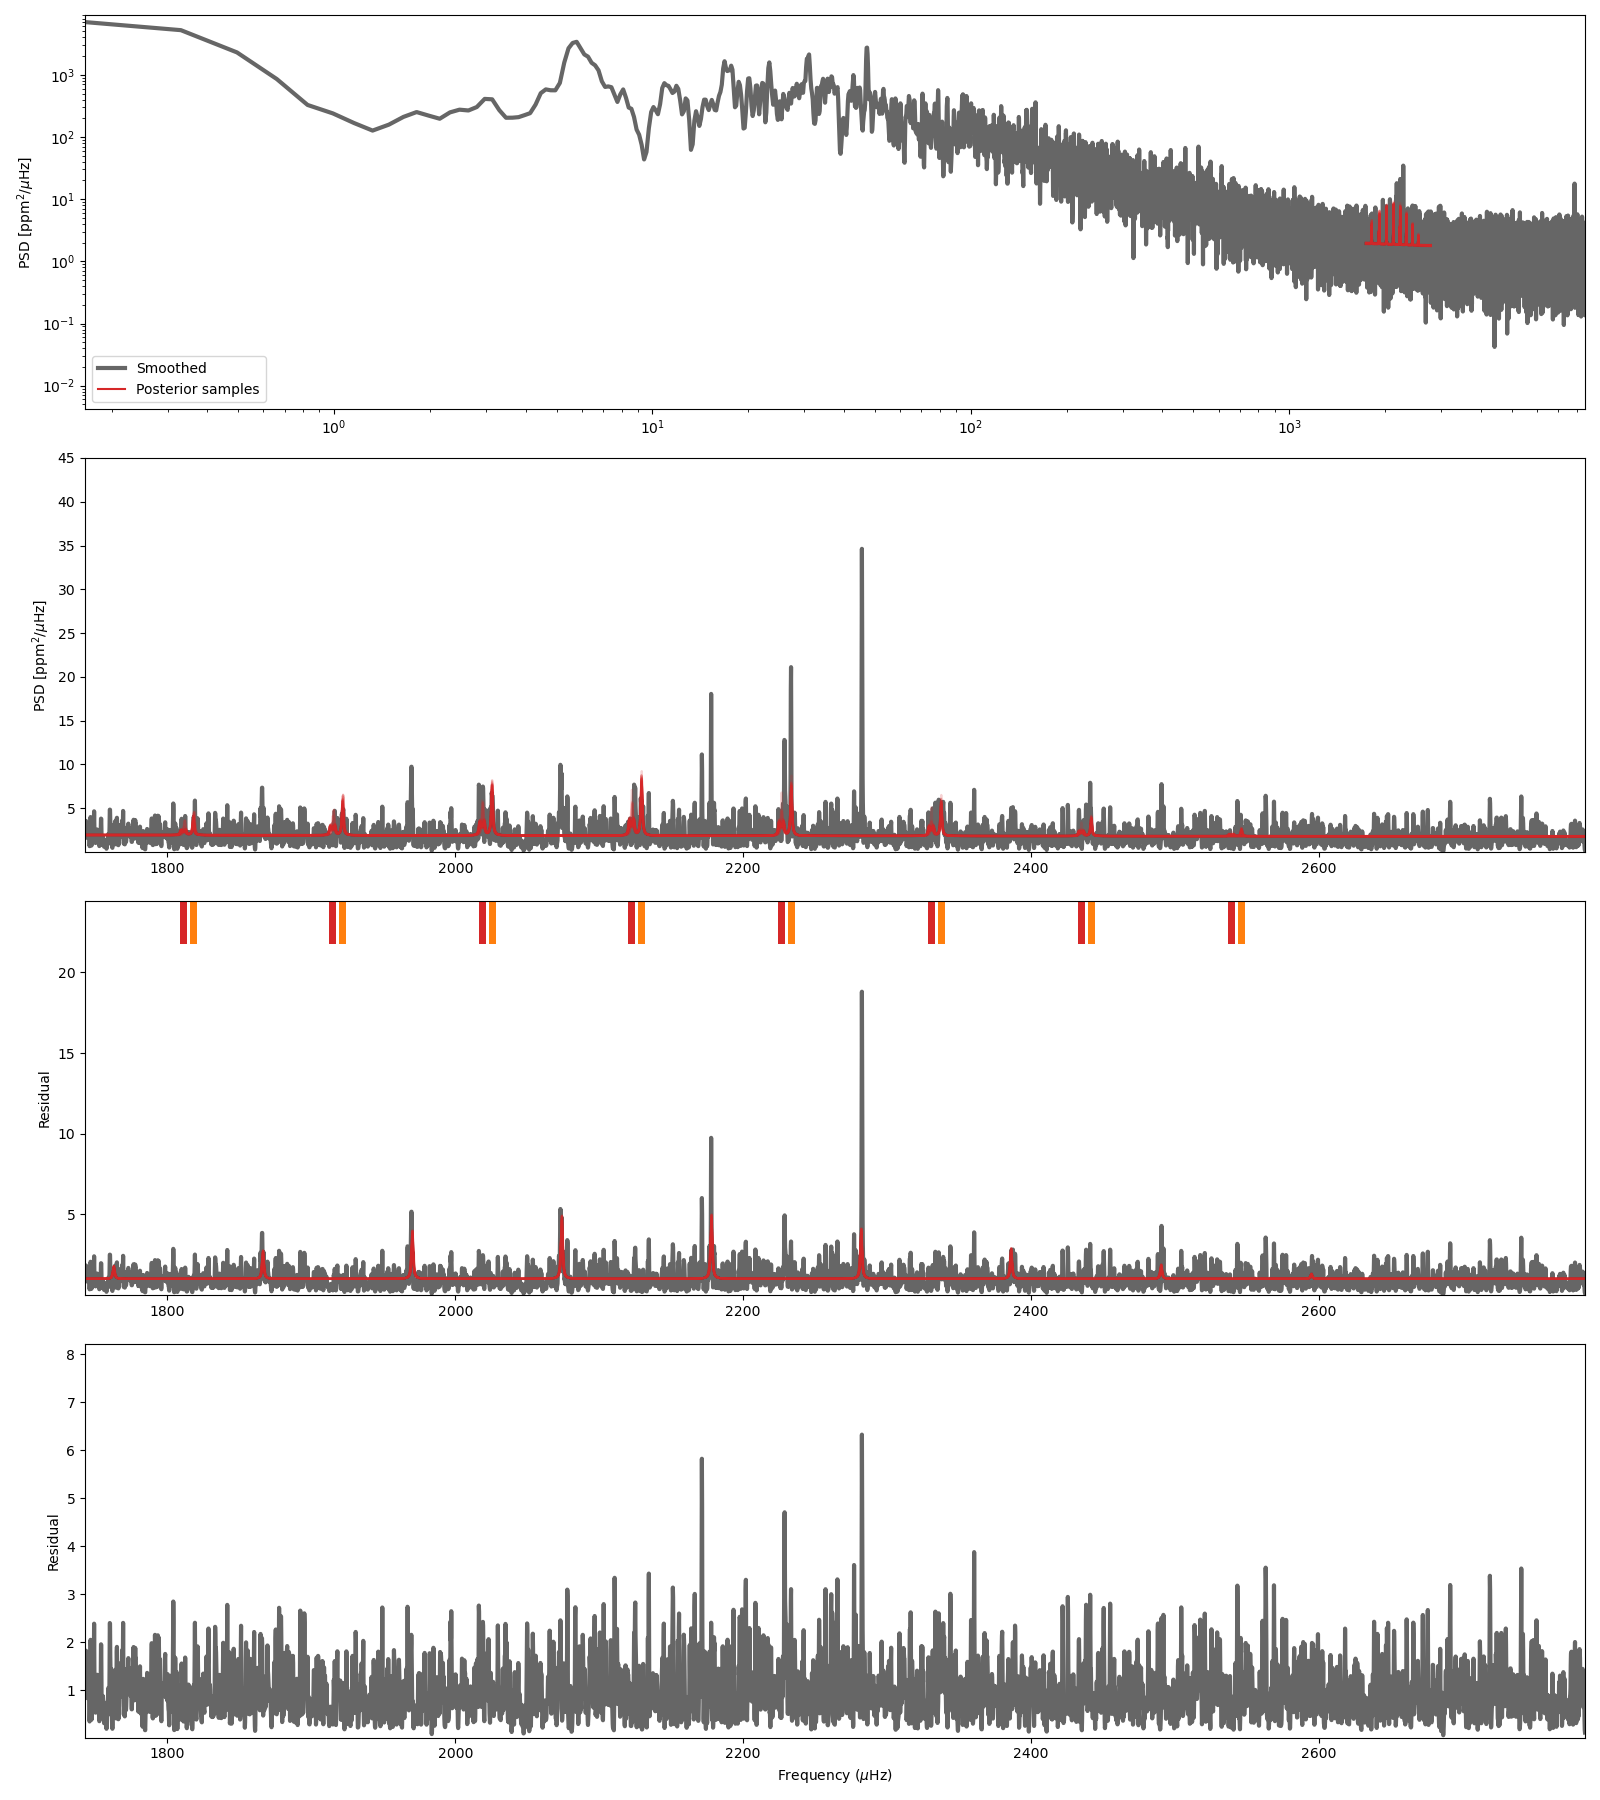 PSD [ppm²/μHz]
10³
10²
10¹
10⁰
10⁻¹
10⁻²
Smoothed
Posterior samples
10⁰ 10¹ 10² 10³
PSD [ppm²/μHz]
45
40
35
30
25
20
15
10
5
1800 2000 2200 2400 2600
Residual
20
15
10
5
1800 2000 2200 2400 2600
Residual
8
7
6
5
4
3
2
1
1800 2000 2200 2400 2600
Frequency (μHz)